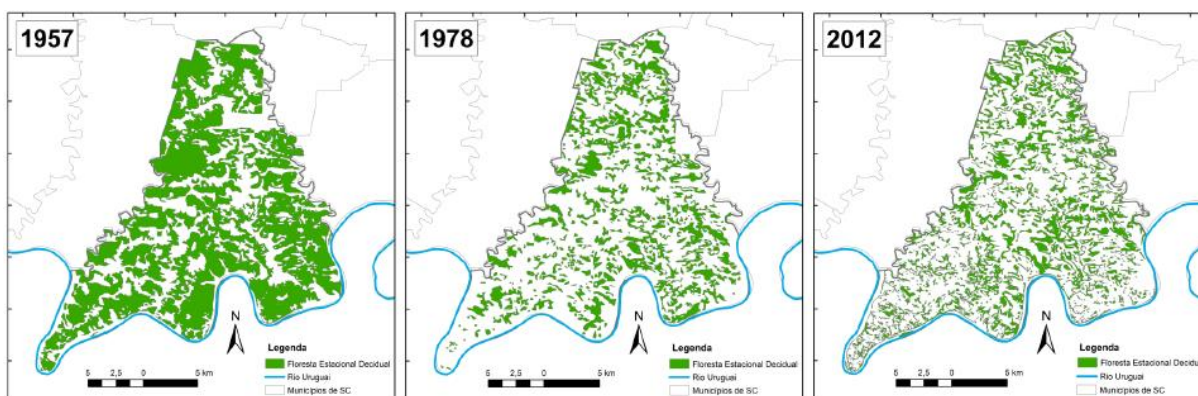 1957
N
Legenda
Floresta Estacional Decidual
Rio Uruguai
Municípios de SC
5 2,5 0 5 km
1978
N
Legenda
Floresta Estacional Decidual
Rio Uruguai
Municípios de SC
5 2,5 0 5 km
2012
N
Legenda
Floresta Estacional Decidual
Rio Uruguai
Municípios de SC
5 2,5 0 5 km